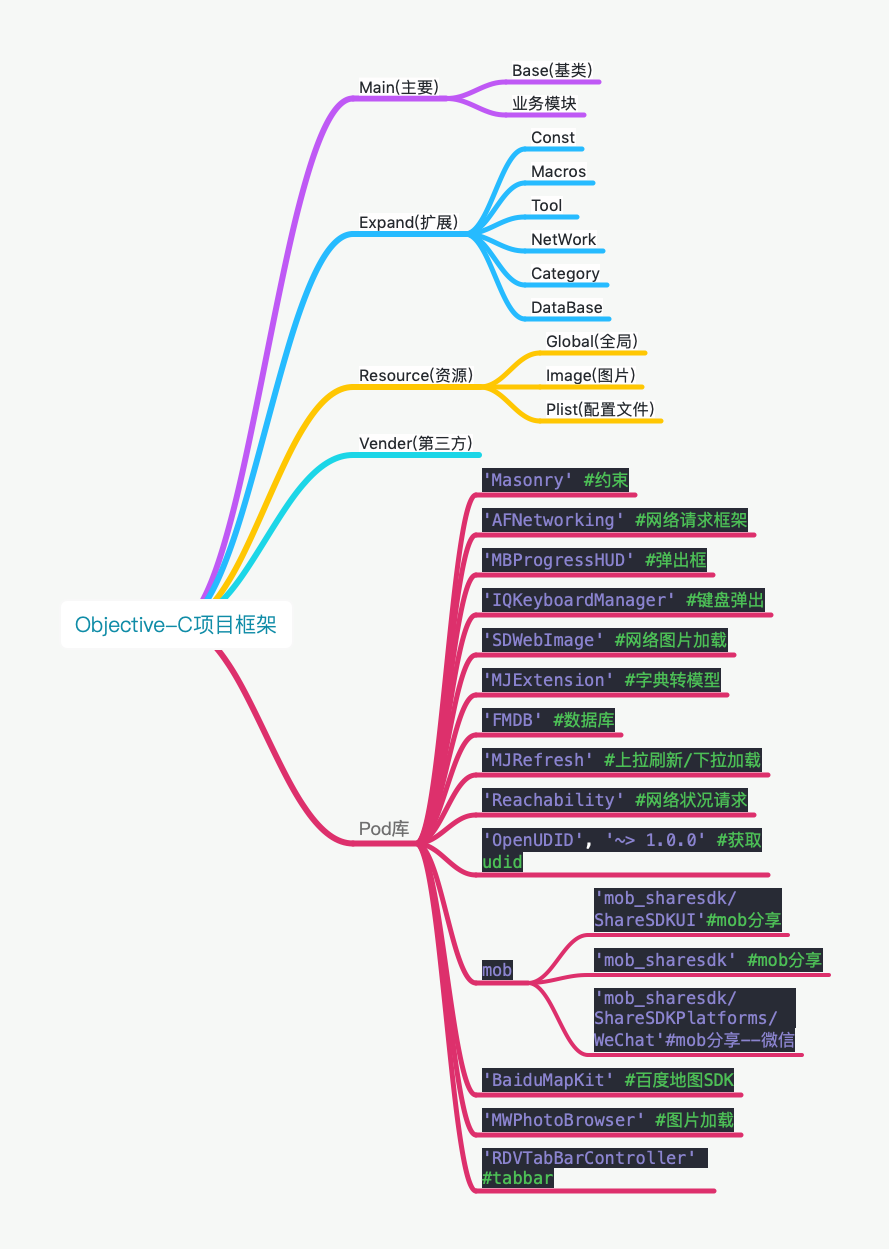 Main(主要)
Base(基类)
业务模块
Expand(扩展)
Const
Macros
Tool
NetWork
Category
DataBase
Resource(资源)
Global(全局)
Image(图片)
Plist(配置文件)
Vender(第三方)
Objective-C项目框架
Pod库
'Masonry' #约束
'AFNetworking' #网络请求框架
'MBProgressHUD' #弹出框
'IQKeyboardManager' #键盘弹出
'SDWebImage' #网络图片加载
'MJExtension' #字典转模型
'FMDB' #数据库
'MJRefresh' #上拉刷新/下拉加载
'Reachability' #网络状况请求
'OpenUDID', '~> 1.0.0' #获取
udid
mob
'mob_sharesdk/
ShareSDKUI'#mob分享
'mob_sharesdk' #mob分享
'mob_sharesdk/
ShareSDKPlatforms/
WeChat'#mob分享--微信
'BaiduMapKit' #百度地图SDK
'MWPhotoBrowser' #图片加载
'RDVTabBarController'
#tabbar